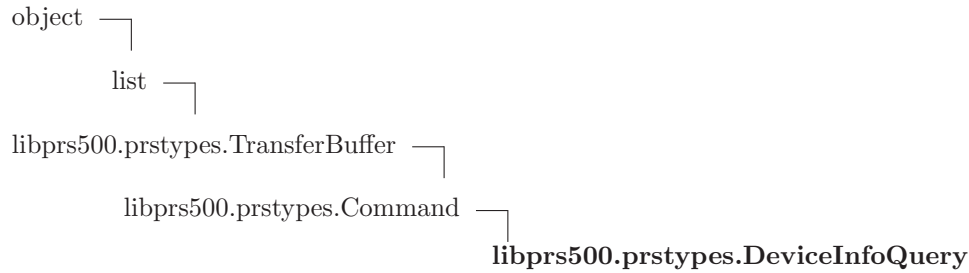 object
list
libprs500.prstypes.TransferBuffer
libprs500.prstypes.Command
libprs500.prstypes.DeviceInfoQuery